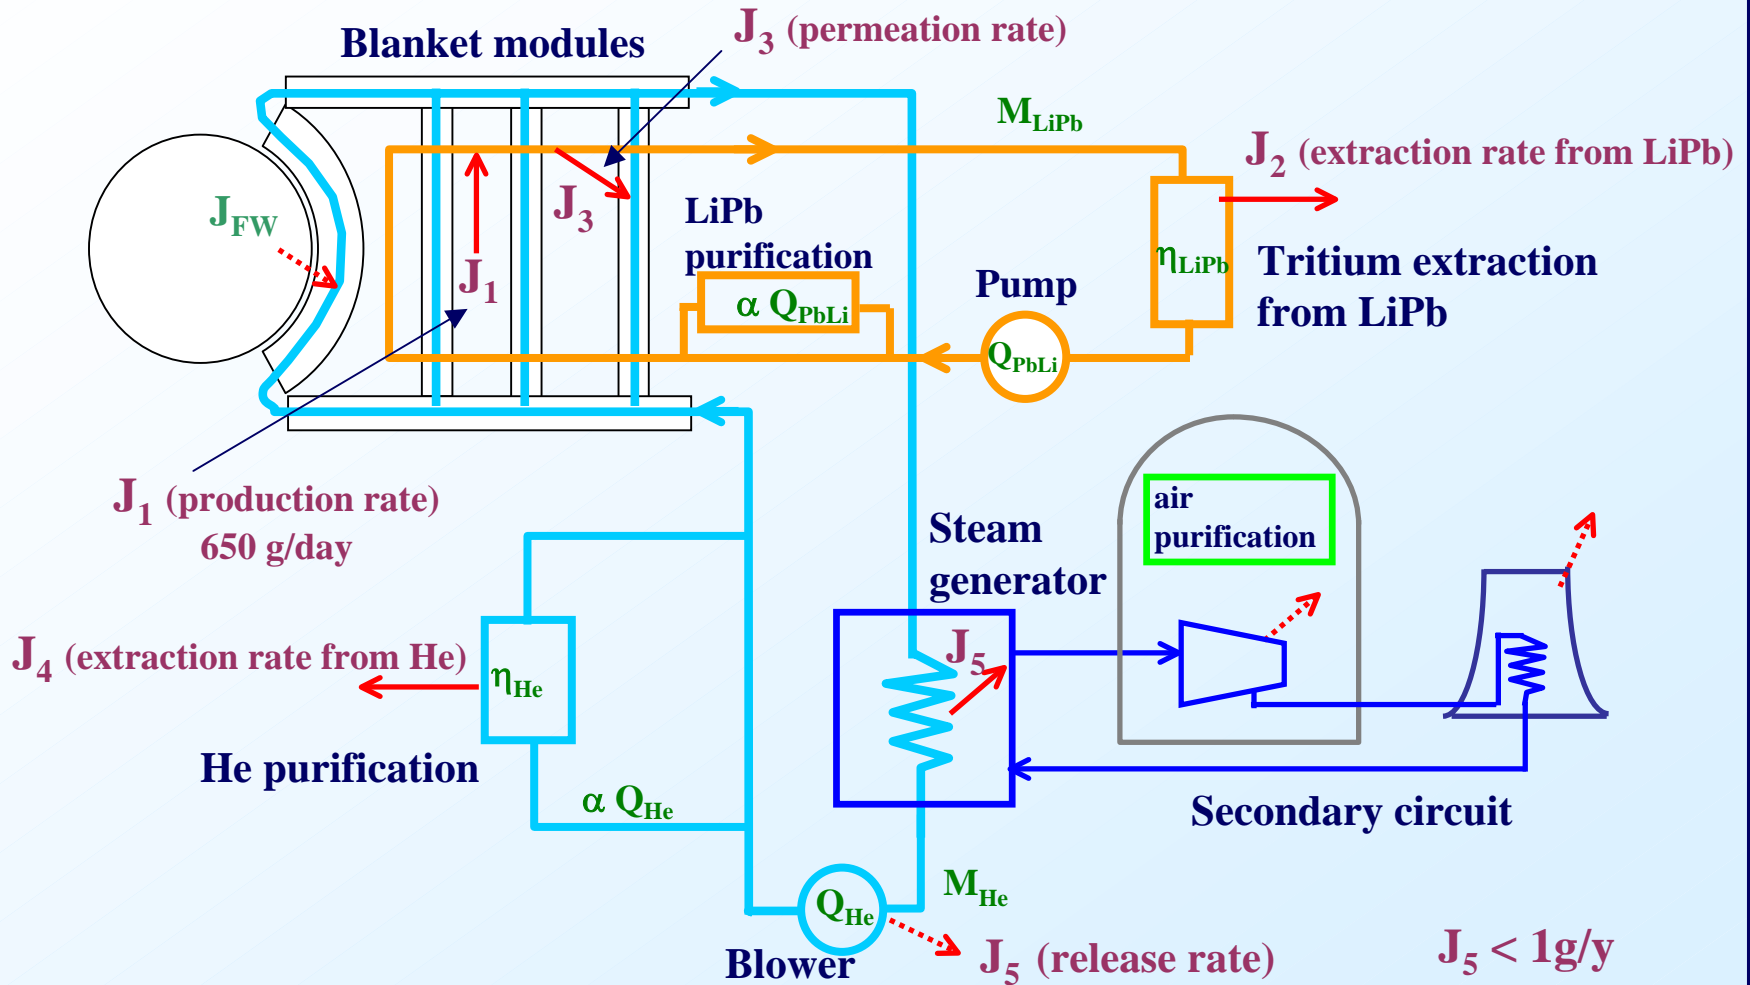 J3 (permeation rate)
Blanket modules
MLiPb
J2 (extraction rate from LiPb)
JFW
J3
LiPb
purification
J1
α QPbLi
Pump
QPbLi
ηLiPb
Tritium extraction
from LiPb
J1 (production rate)
650 g/day
air
purification
Steam
generator
J4 (extraction rate from He)
ηHe
J5
He purification
α QHe
Secondary circuit
MHe
QHe
Blower
J5 (release rate)
J5 < 1g/y